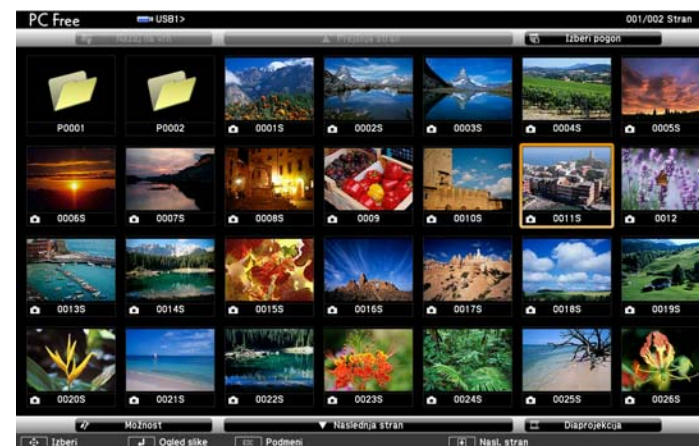 PC Free USB1> 001/002 Stran
Nazaj na vrh Prejšnja stran Izberi pogon
P0001 P0002 0001S 0002S 0003S 0004S 0005S
0006S 0007S 0008S 0009 0010S 0011S 0012
0013S 0014S 0015S 0016S 0017S 0018S 0019S
0020S 0021S 0022S 0023S 0024S 0025S 0026S
Možnost Naslednja stran Diaprojekcija
Izberi Ogled slike Esc Podmeni Nasl. stran